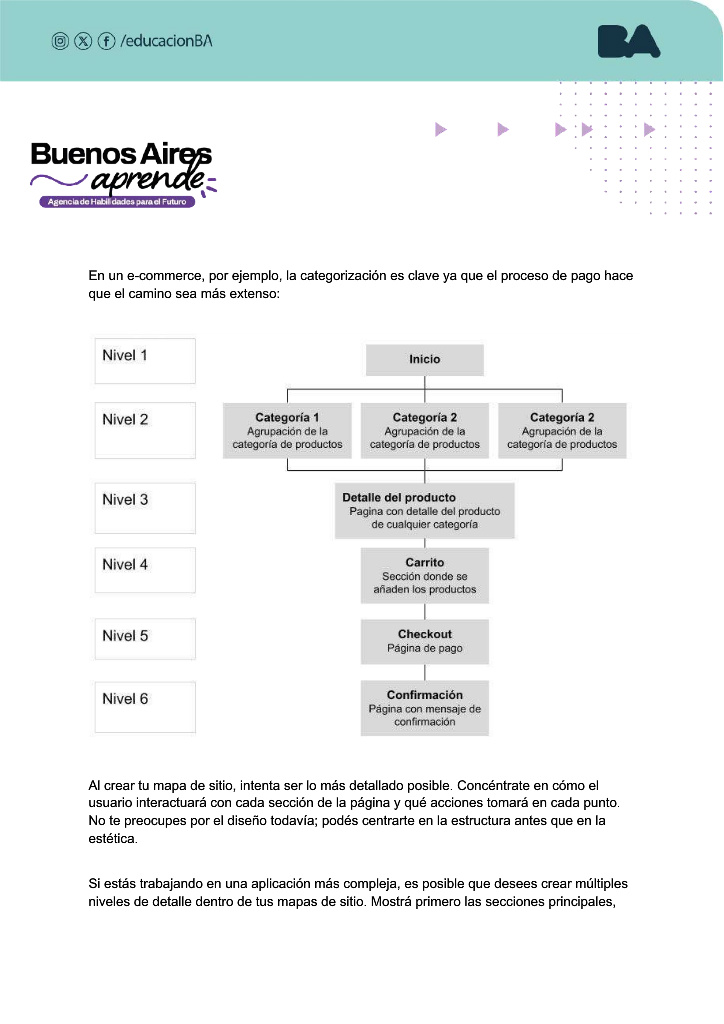 /educacionBA
BA
Buenos Aires
aprende
Agencia de Habilidades para el Futuro
En un e-commerce, por ejemplo, la categorización es clave ya que el proceso de pago hace
que el camino sea más extenso:
Nivel 1
Inicio
Nivel 2
Categoría 1
Agrupación de la
categoría de productos
Categoría 2
Agrupación de la
categoría de productos
Categoría 2
Agrupación de la
categoría de productos
Nivel 3
Detalle del producto
Pagina con detalle del producto
de cualquier categoría
Nivel 4
Carrito
Sección donde se
añaden los productos
Nivel 5
Checkout
Página de pago
Nivel 6
Confirmación
Página con mensaje de
confirmación
Al crear tu mapa de sitio, intenta ser lo más detallado posible. Concéntrate en cómo el
usuario interactuará con cada sección de la página y qué acciones tomará en cada punto.
No te preocupes por el diseño todavía; podés centrarte en la estructura antes que en la
estética.
Si estás trabajando en una aplicación más compleja, es posible que desees crear múltiples
niveles de detalle dentro de tus mapas de sitio. Mostrá primero las secciones principales,